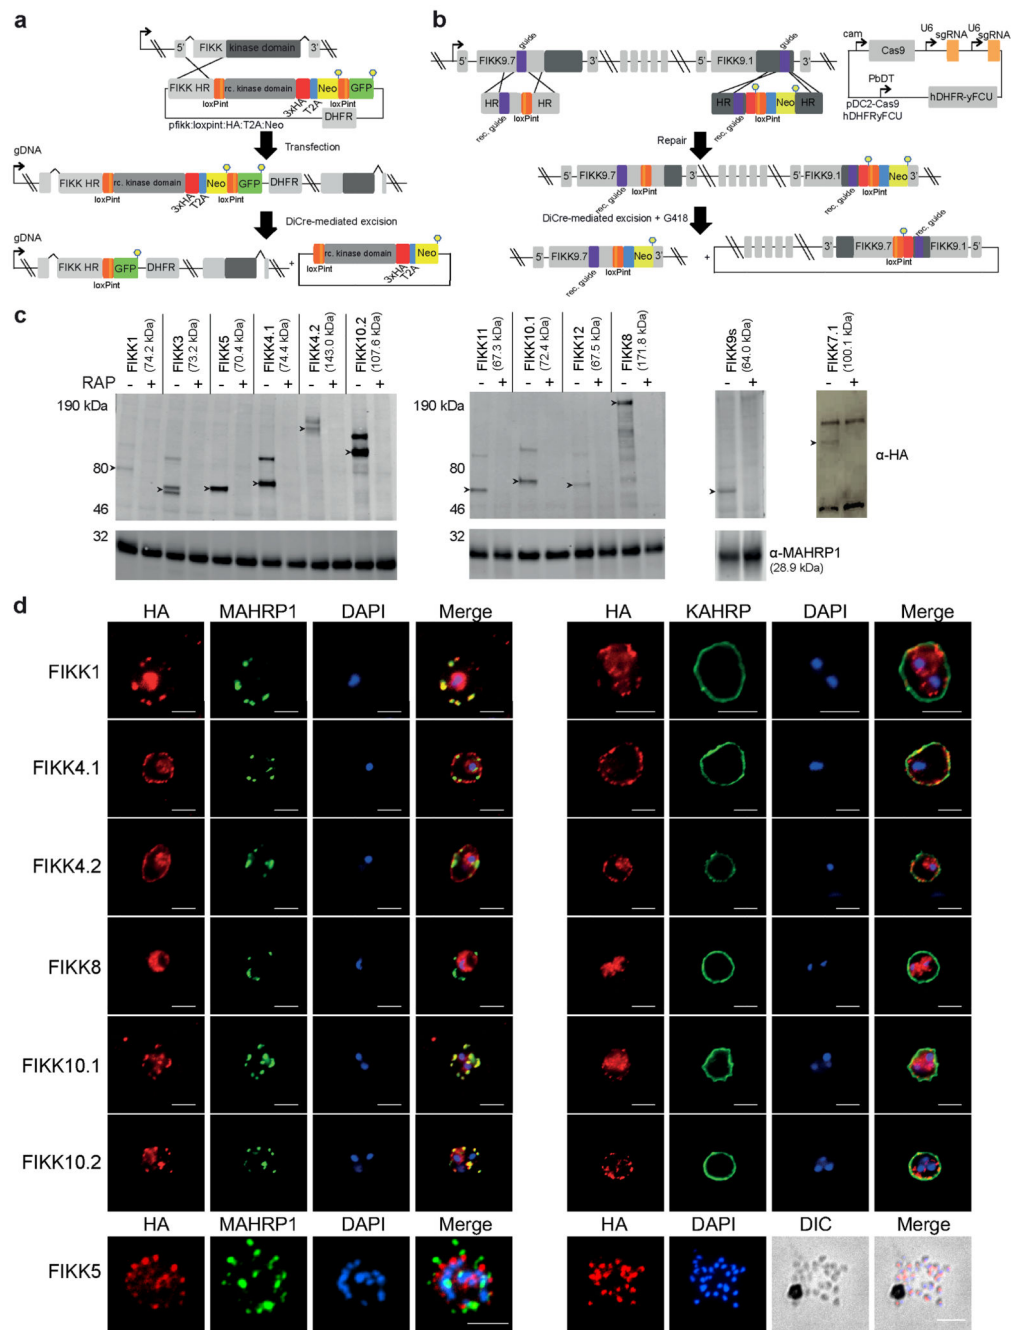 a
5'
FIKK
kinase domain
3'
FIKK HR
rc. kinase domain
Neo
GFP
loxPint
3xHA
T2A
loxPint
DHFR
pfikk:loxpint:HA:T2A:Neo
Transfection
gDNA
FIKK HR
rc. kinase domain
Neo
GFP
DHFR
loxPint
3xHA
T2A
loxPint
DiCre-mediated excision
gDNA
FIKK HR
GFP
DHFR
loxPint
+
rc. kinase domain
Neo
loxPint
3xHA
T2A
b
guide
guide
5'
FIKK9.7
3'
5'
FIKK9.1
3'
HR
HR
HR
Neo
HR
rec. guide
loxPint
rec. guide
loxPint
cam
U6
sgRNA
U6
sgRNA
Cas9
PbDT
pDC2-Cas9
hDHFRyFCU
hDHFR-yFCU
Repair
5'
FIKK9.7
3'
5'
FIKK9.1
Neo
3'
rec. guide
loxPint
rec. guide
loxPint
DiCre-mediated excision + G418
5'
FIKK9.7
Neo
3'
rec. guide
loxPint
+
3'
FIKK9.7
FIKK9.1
5'
rec. guide
loxPint
c
FIKK1
(74.2 kDa)
FIKK3
(73.2 kDa)
FIKK5
(70.4 kDa)
FIKK4.1
(74.4 kDa)
FIKK4.2
(143.0 kDa)
FIKK10.2
(107.6 kDa)
FIKK11
(67.3 kDa)
FIKK10.1
(72.4 kDa)
FIKK12
(67.5 kDa)
FIKK8
(171.8 kDa)
FIKK9s
(64.0 kDa)
FIKK7.1
(100.1 kDa)
RAP - + - + - + - + - + - +
- + - + - + - +
- +
- +
190 kDa
80
46
32
190 kDa
80
46
32
α-HA
α-MAHRP1
(28.9 kDa)
d
HA MAHRP1 DAPI Merge
HA KAHRP DAPI Merge
FIKK1
FIKK4.1
FIKK4.2
FIKK8
FIKK10.1
FIKK10.2
HA MAHRP1 DAPI Merge
HA DAPI DIC Merge
FIKK5